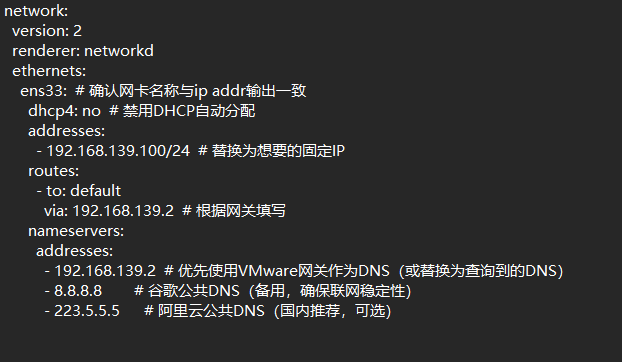 network:
  version: 2
  renderer: networkd
  ethernets:
    ens33:  # 确认网卡名称与ip addr输出一致
      dhcp4: no  # 禁用DHCP自动分配
      addresses:
        - 192.168.139.100/24  # 替换为想要的固定IP
      routes:
        - to: default
          via: 192.168.139.2  # 根据网关填写
      nameservers:
        addresses:
          - 192.168.139.2  # 优先使用VMware网关作为DNS（或替换为查询到的DNS）
          - 8.8.8.8       # 谷歌公共DNS（备用，确保联网稳定性）
          - 223.5.5.5     # 阿里云公共DNS（国内推荐，可选）